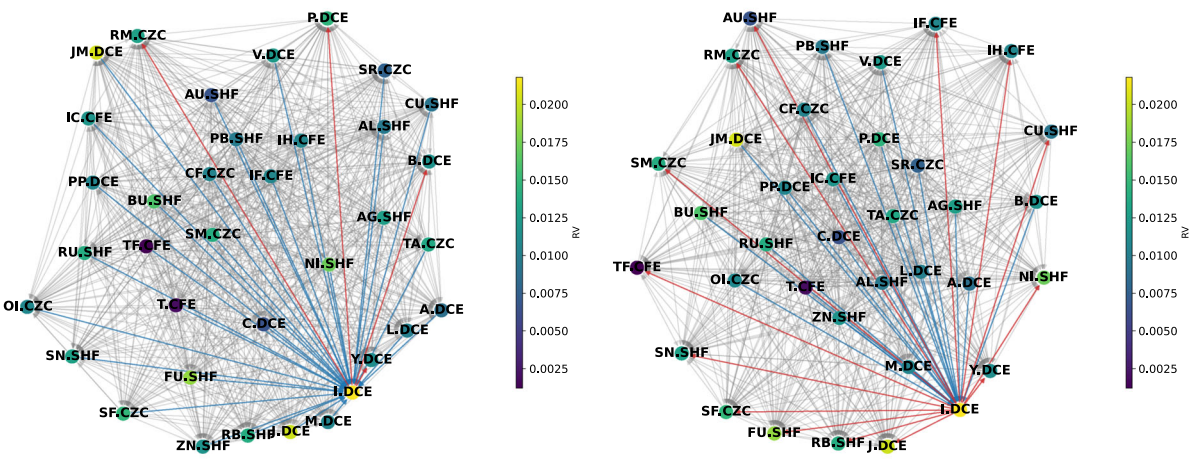 P.DCE
RM.CZC
JM.DCE
V.DCE
SR.CZC
AU.SHF
CU.SHF
IC.CFE
AL.SHF
PB.SHF
IH.CFE
B.DCE
CF.CZC
IF.CFE
PP.DCE
BU.SHF
AG.SHF
SM.CZC
TF.CFE
TA.CZC
RU.SHF
NI.SHF
OI.CZC
T.CFE
A.DCE
C.DCE
L.DCE
SN.SHF
Y.DCE
FU.SHF
I.DCE
SF.CZC
M.DCE
RB.SHF
J.DCE
ZN.SHF
0.0200
0.0175
0.0150
0.0125
0.0100
0.0075
0.0050
0.0025
RV
AU.SHF
IF.CFE
PB.SHF
IH.CFE
RM.CZC
V.DCE
CF.CZC
CU.SHF
JM.DCE
P.DCE
SM.CZC
SR.CZC
IC.CFE
PP.DCE
B.DCE
BU.SHF
AG.SHF
TA.CZC
C.DCE
RU.SHF
TF.CFE
L.DCE
NI.SHF
OI.CZC
AL.SHF
A.DCE
T.CFE
ZN.SHF
SN.SHF
M.DCE
Y.DCE
I.DCE
SF.CZC
FU.SHF
RB.SHF
J.DCE
0.0200
0.0175
0.0150
0.0125
0.0100
0.0075
0.0050
0.0025
RV